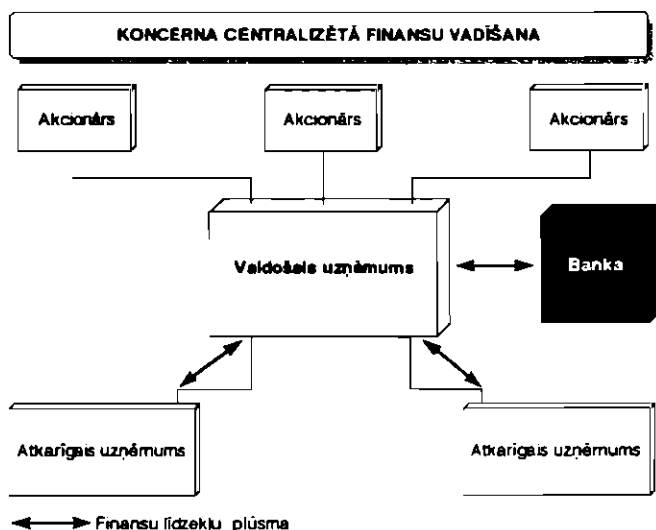 KONCERNA CENTRALIZĒTĀ FINANSU VADĪŠANA
Akcionārs
Akcionārs
Akcionārs
Valdošais uzņēmums
Banka
Atkarīgais uzņēmums
Atkarīgais uzņēmums
Finansu līdzekļu plūsma